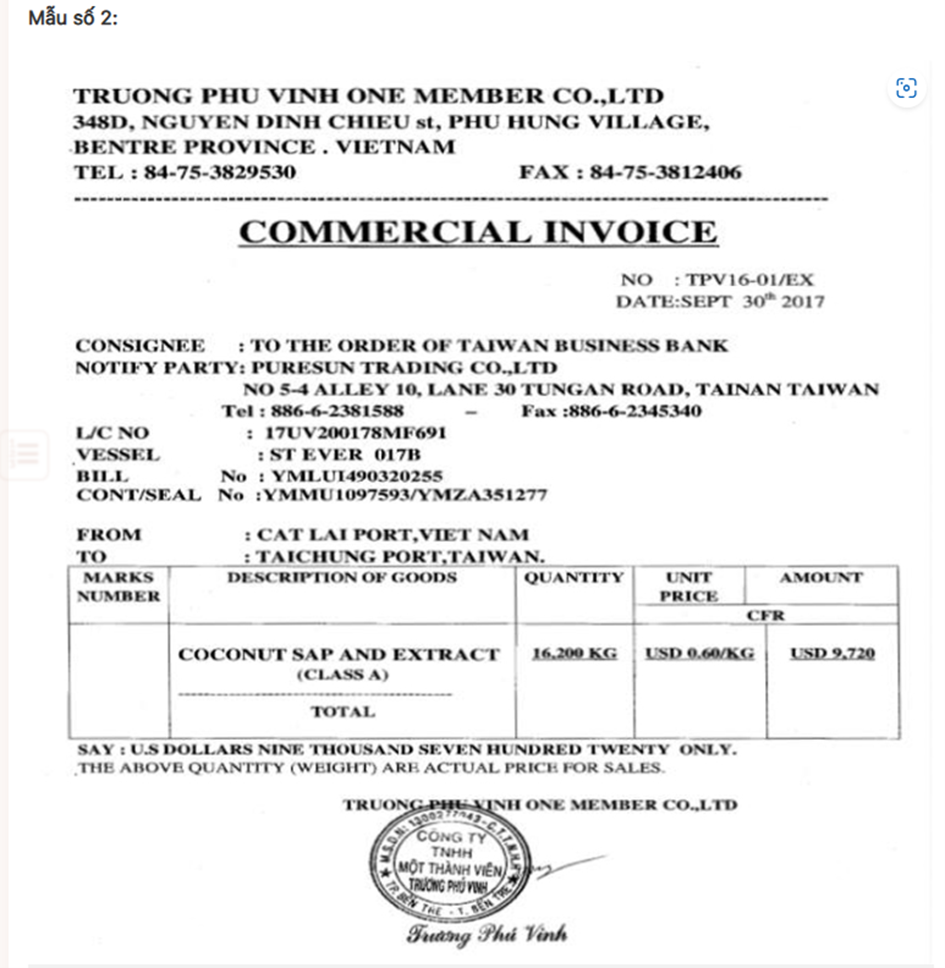 Mẫu số 2:
TRUONG PHU VINH ONE MEMBER CO.,LTD
348D, NGUYEN DINH CHIEU st, PHU HUNG VILLAGE,
BENTRE PROVINCE . VIETNAM
TEL : 84-75-3829530 FAX : 84-75-3812406
COMMERCIAL INVOICE
NO : TPV16-01/EX
DATE:SEPT 30th 2017
CONSIGNEE : TO THE ORDER OF TAIWAN BUSINESS BANK
NOTIFY PARTY: PURESUN TRADING CO.,LTD
NO 5-4 ALLEY 10, LANE 30 TUNGAN ROAD, TAINAN TAIWAN
Tel : 886-6-2381588 – Fax :886-6-2345340
L/C NO : 17UV200178MF691
VESSEL : ST EVER 017B
BILL No : YMLUI490320255
CONT/SEAL No :YMMU1097593/YMZA351277
FROM : CAT LAI PORT,VIET NAM
TO : TAICHUNG PORT,TAIWAN.
MARKS NUMBER DESCRIPTION OF GOODS QUANTITY UNIT PRICE AMOUNT
CFR
COCONUT SAP AND EXTRACT 16.200 KG USD 0.60/KG USD 9,720
(CLASS A)
TOTAL
SAY : U.S DOLLARS NINE THOUSAND SEVEN HUNDRED TWENTY ONLY.
THE ABOVE QUANTITY (WEIGHT) ARE ACTUAL PRICE FOR SALES.
TRUONG PHU VINH ONE MEMBER CO.,LTD
M.S.D.N: 1300277043-C.T.T.N.H.H
CÔNG TY
TNHH
MỘT THÀNH VIÊN
TRƯƠNG PHÚ VINH
TP. BẾN TRE - T. BẾN TRE
Trương Phú Vinh